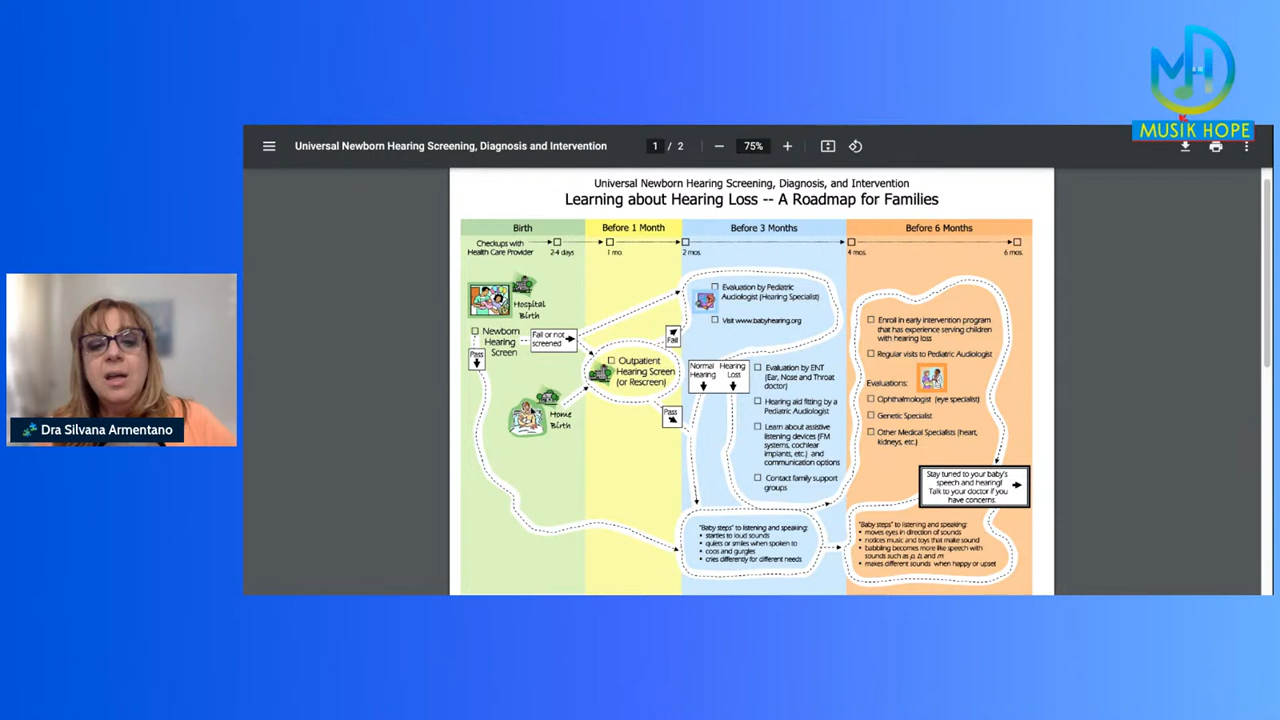 MH
MUSIK HOPE
Universal Newborn Hearing Screening, Diagnosis and Intervention
1 / 2
75%
Universal Newborn Hearing Screening, Diagnosis, and Intervention
Learning about Hearing Loss -- A Roadmap for Families
Birth
Before 1 Month
Before 3 Months
Before 6 Months
Checkups with
Health Care Provider
2-4 days
1 mo.
2 mos.
4 mos.
6 mos.
Hospital
Birth
Newborn
Hearing
Screen
Fail or not
screened
Pass
Home
Birth
Outpatient
Hearing Screen
(or Rescreen)
Fail
Pass
Evaluation by Pediatric
Audiologist (Hearing Specialist)
Visit www.babyhearing.org
Normal
Hearing
Hearing
Loss
Evaluation by ENT
(Ear, Nose and Throat
doctor)
Hearing aid fitting by a
Pediatric Audiologist
Learn about assistive
listening devices (FM
systems, cochlear
implants, etc.) and
communication options
Contact family support
groups
"Baby steps" to listening and speaking:
• startles to loud sounds
• quiets or smiles when spoken to
• coos and gurgles
• cries differently for different needs
Enroll in early intervention program
that has experience serving children
with hearing loss
Regular visits to Pediatric Audiologist
Evaluations:
Ophthalmologist (eye specialist)
Genetic Specialist
Other Medical Specialists (heart,
kidneys, etc.)
Stay tuned to your baby's
speech and hearing!
Talk to your doctor if you
have concerns.
"Baby steps" to listening and speaking:
• moves eyes in direction of sounds
• notices music and toys that make sound
• babbling becomes more like speech with
sounds such as p, b, and m
• makes different sounds when happy or upset
Dra Silvana Armentano